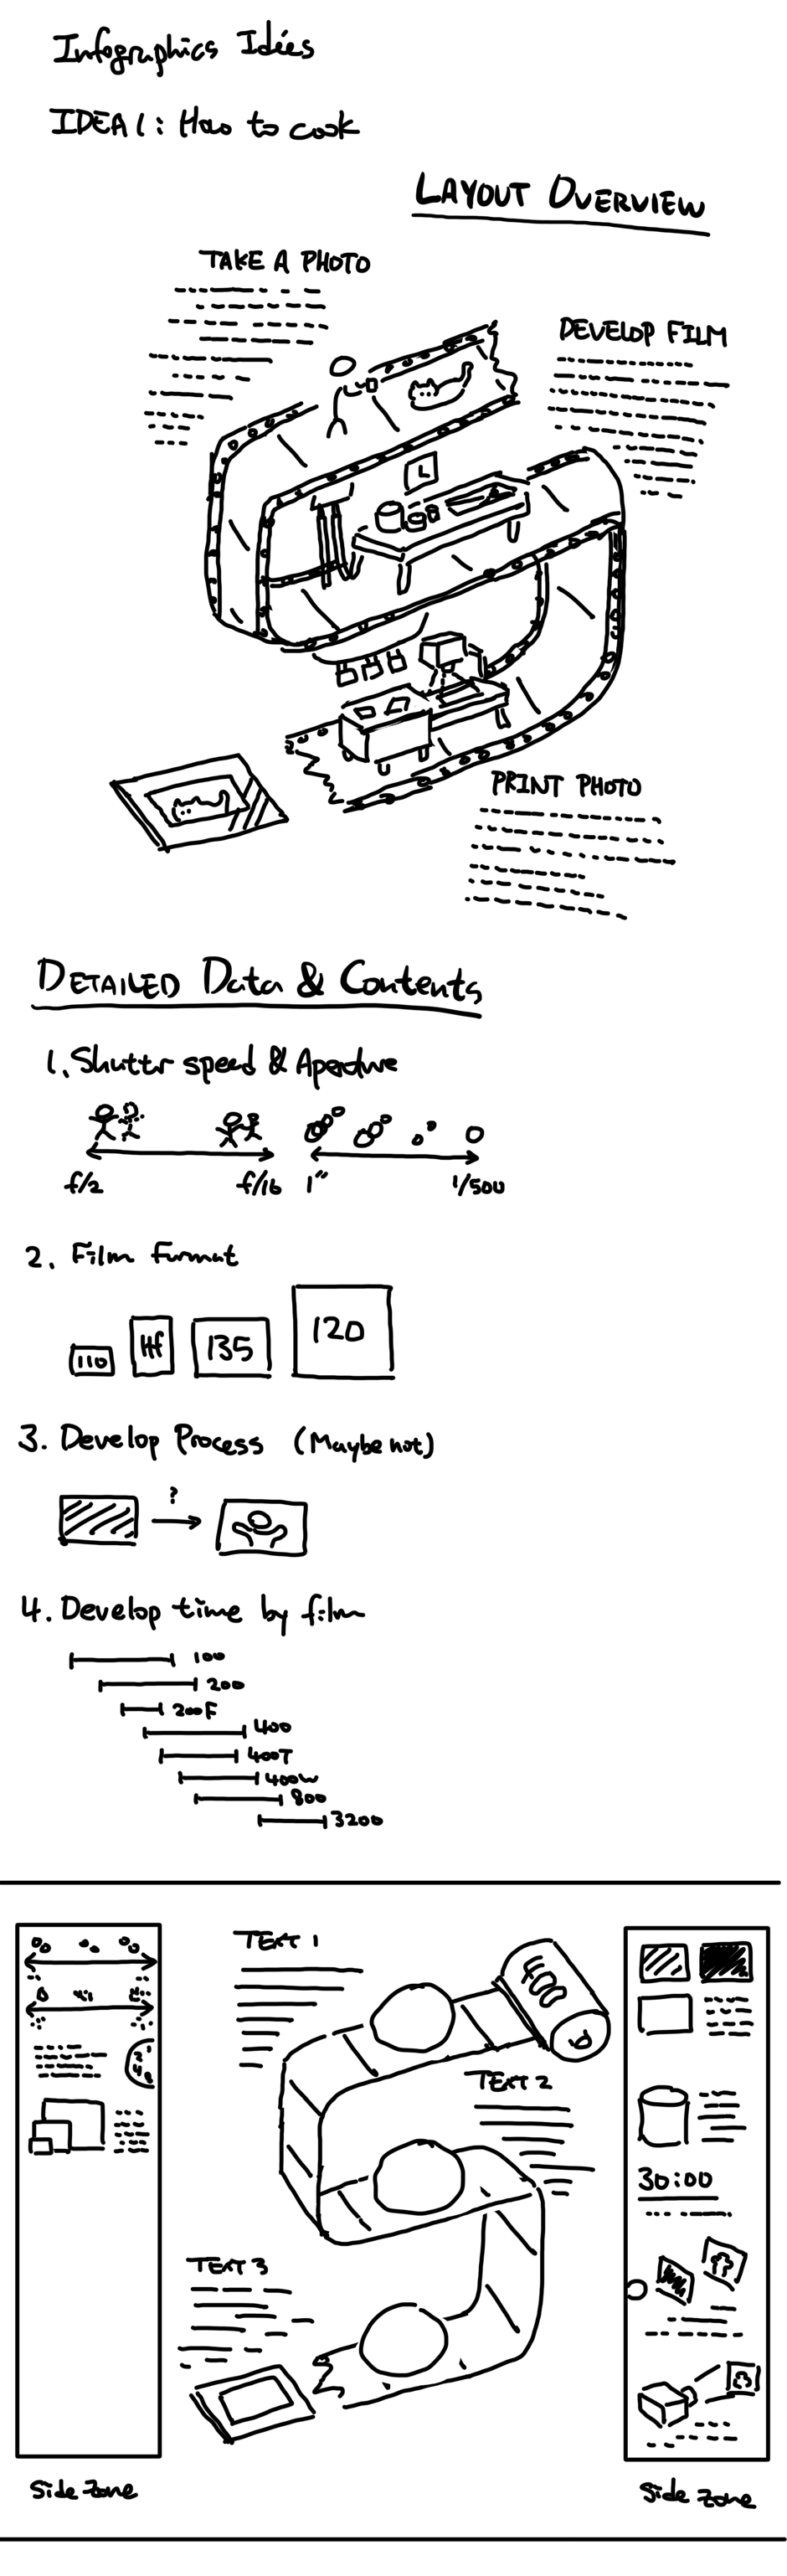 Infographics Idées
IDEA 1: How to cook
LAYOUT OVERVIEW
TAKE A PHOTO
DEVELOP FILM
PRINT PHOTO
DETAILED Data & Contents
1. Shuttr speed & Aperture
f/2 f/16 1" 1/500
2. Film Format
110 Hf 135 120
3. Develop Process (Maybe not)
?
4. Develop time by film
100
200
200F
400
400T
400W
800
3200
TEXT 1
400
TEXT 2
30:00
TEXT 3
Side Zone
Side Zone